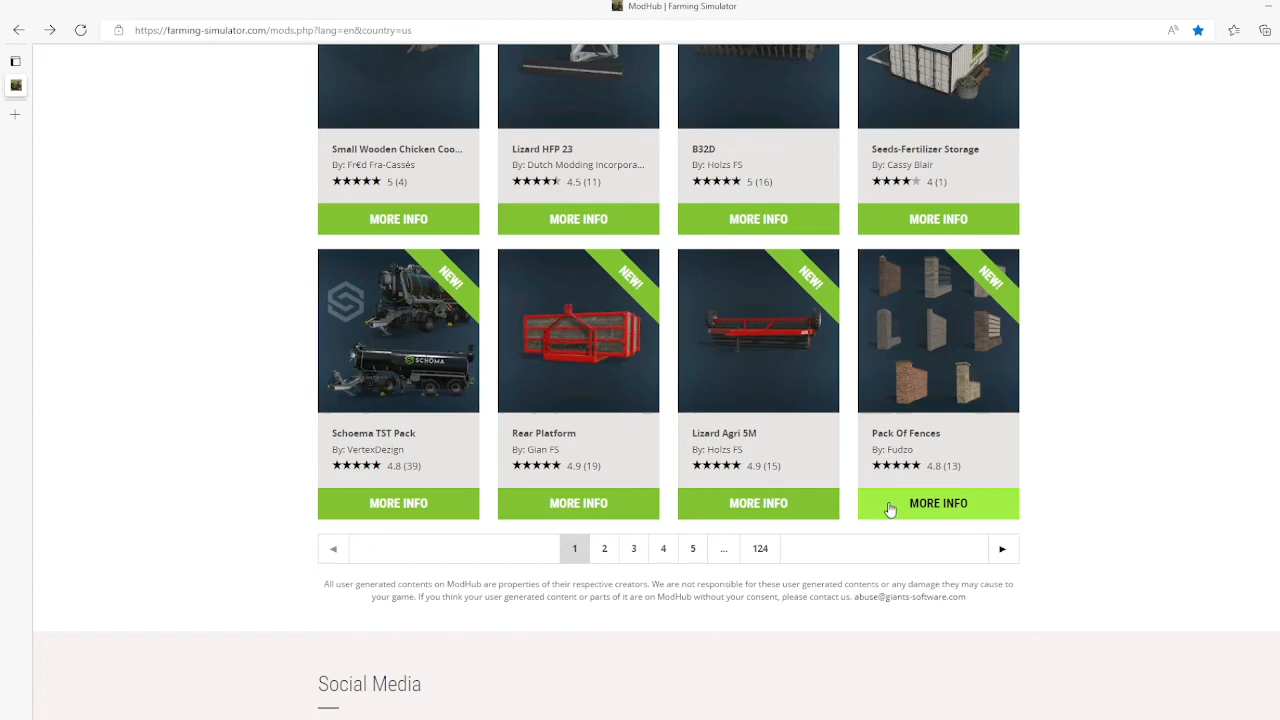 ModHub | Farming Simulator
https://farming-simulator.com/mods.php?lang=en&country=us
Small Wooden Chicken Coo...
By: Fr€d Fra-Cassés
5 (4)
MORE INFO
Lizard HFP 23
By: Dutch Modding Incorpora...
4.5 (11)
MORE INFO
B32D
By: Holzs FS
5 (16)
MORE INFO
Seeds-Fertilizer Storage
By: Cassy Blair
4 (1)
MORE INFO
NEW!
SCHÖMA
Schoema TST Pack
By: VertexDezign
4.8 (39)
MORE INFO
NEW!
Rear Platform
By: Gian FS
4.9 (19)
MORE INFO
NEW!
Lizard Agri 5M
By: Holzs FS
4.9 (15)
MORE INFO
NEW!
Pack Of Fences
By: Fudzo
4.8 (13)
MORE INFO
1 2 3 4 5 ... 124
All user generated contents on ModHub are properties of their respective creators. We are not responsible for these user generated contents or any damage they may cause to
your game. If you think your user generated content or parts of it are on ModHub without your consent, please contact us. abuse@giants-software.com
Social Media